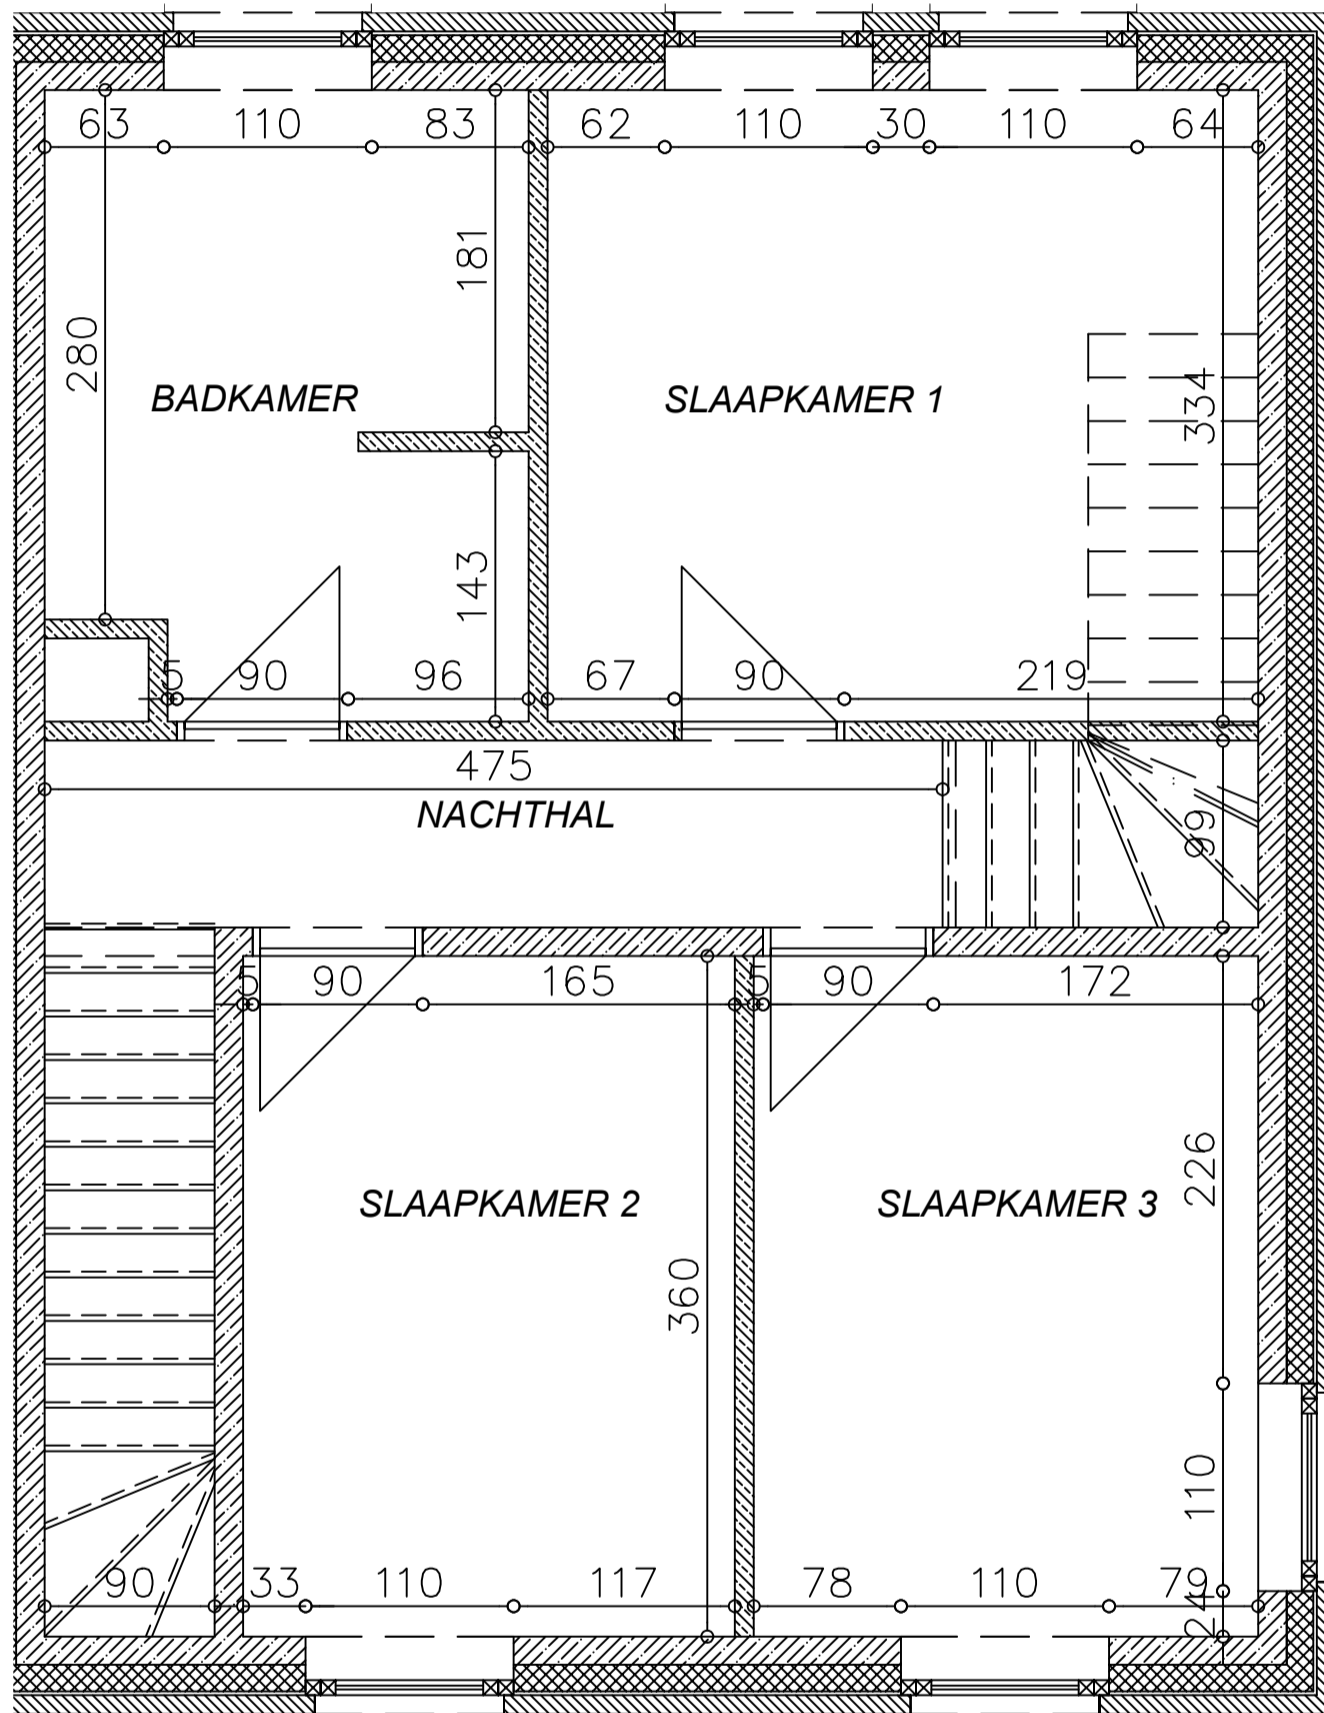 63 110 83 62 110 30 110 64
181
280
334
BADKAMER SLAAPKAMER 1
143
5 90 96 67 90 219
475
NACHTHAL
99
5 90 165 5 90 172
226
SLAAPKAMER 2 SLAAPKAMER 3
360
110
90 33 110 117 78 110 79
24